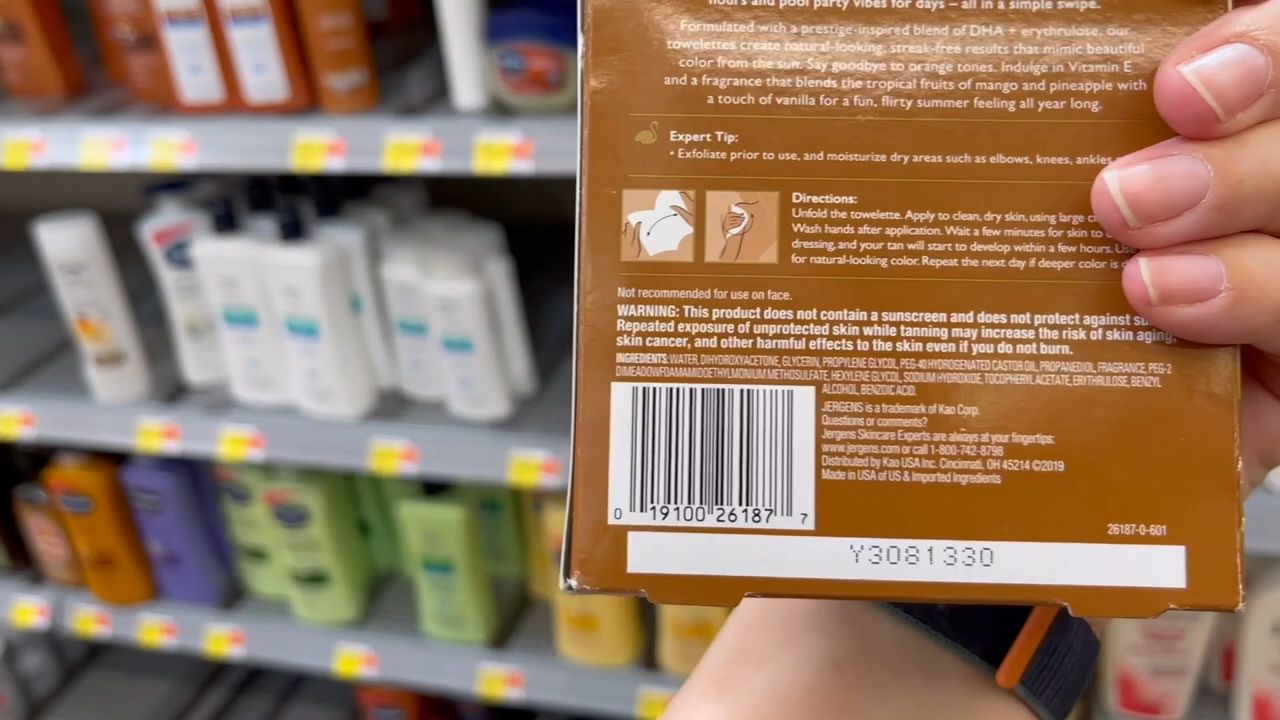 hours and pool party vibes for days – all in a simple swipe.
Formulated with a prestige-inspired blend of DHA + erythrulose, our
towelettes create natural-looking, streak-free results that mimic beautiful
color from the sun. Say goodbye to orange tones. Indulge in Vitamin E
and a fragrance that blends the tropical fruits of mango and pineapple with
a touch of vanilla for a fun, flirty summer feeling all year long.
Expert Tip:
• Exfoliate prior to use, and moisturize dry areas such as elbows, knees, ankles
Directions:
Unfold the towelette. Apply to clean, dry skin, using large
Wash hands after application. Wait a few minutes for skin to
dressing, and your tan will start to develop within a few hours.
for natural-looking color. Repeat the next day if deeper color is
Not recommended for use on face.
WARNING: This product does not contain a sunscreen and does not protect against
Repeated exposure of unprotected skin while tanning may increase the risk of skin aging,
skin cancer, and other harmful effects to the skin even if you do not burn.
INGREDIENTS: WATER, DIHYDROXYACETONE, GLYCERIN, PROPYLENE GLYCOL, PEG-40 HYDROGENATED CASTOR OIL, PROPANEDIOL, FRAGRANCE, PEG-2
DIMEADOWFOAMAMIDOETHYLMONIUM METHOSULFATE, HEXYLENE GLYCOL, SODIUM HYDROXIDE, TOCOPHERYL ACETATE, ERYTHRULOSE, BENZYL
ALCOHOL, BENZOIC ACID.
JERGENS is a trademark of Kao Corp.
Questions or comments?
Jergens Skincare Experts are always at your fingertips:
www.jergens.com or call 1-800-742-8798
Distributed by Kao USA Inc. Cincinnati, OH 45214 ©2019
Made in USA of US & Imported Ingredients
0 19100 26187 7
26187-0-601
Y3081330